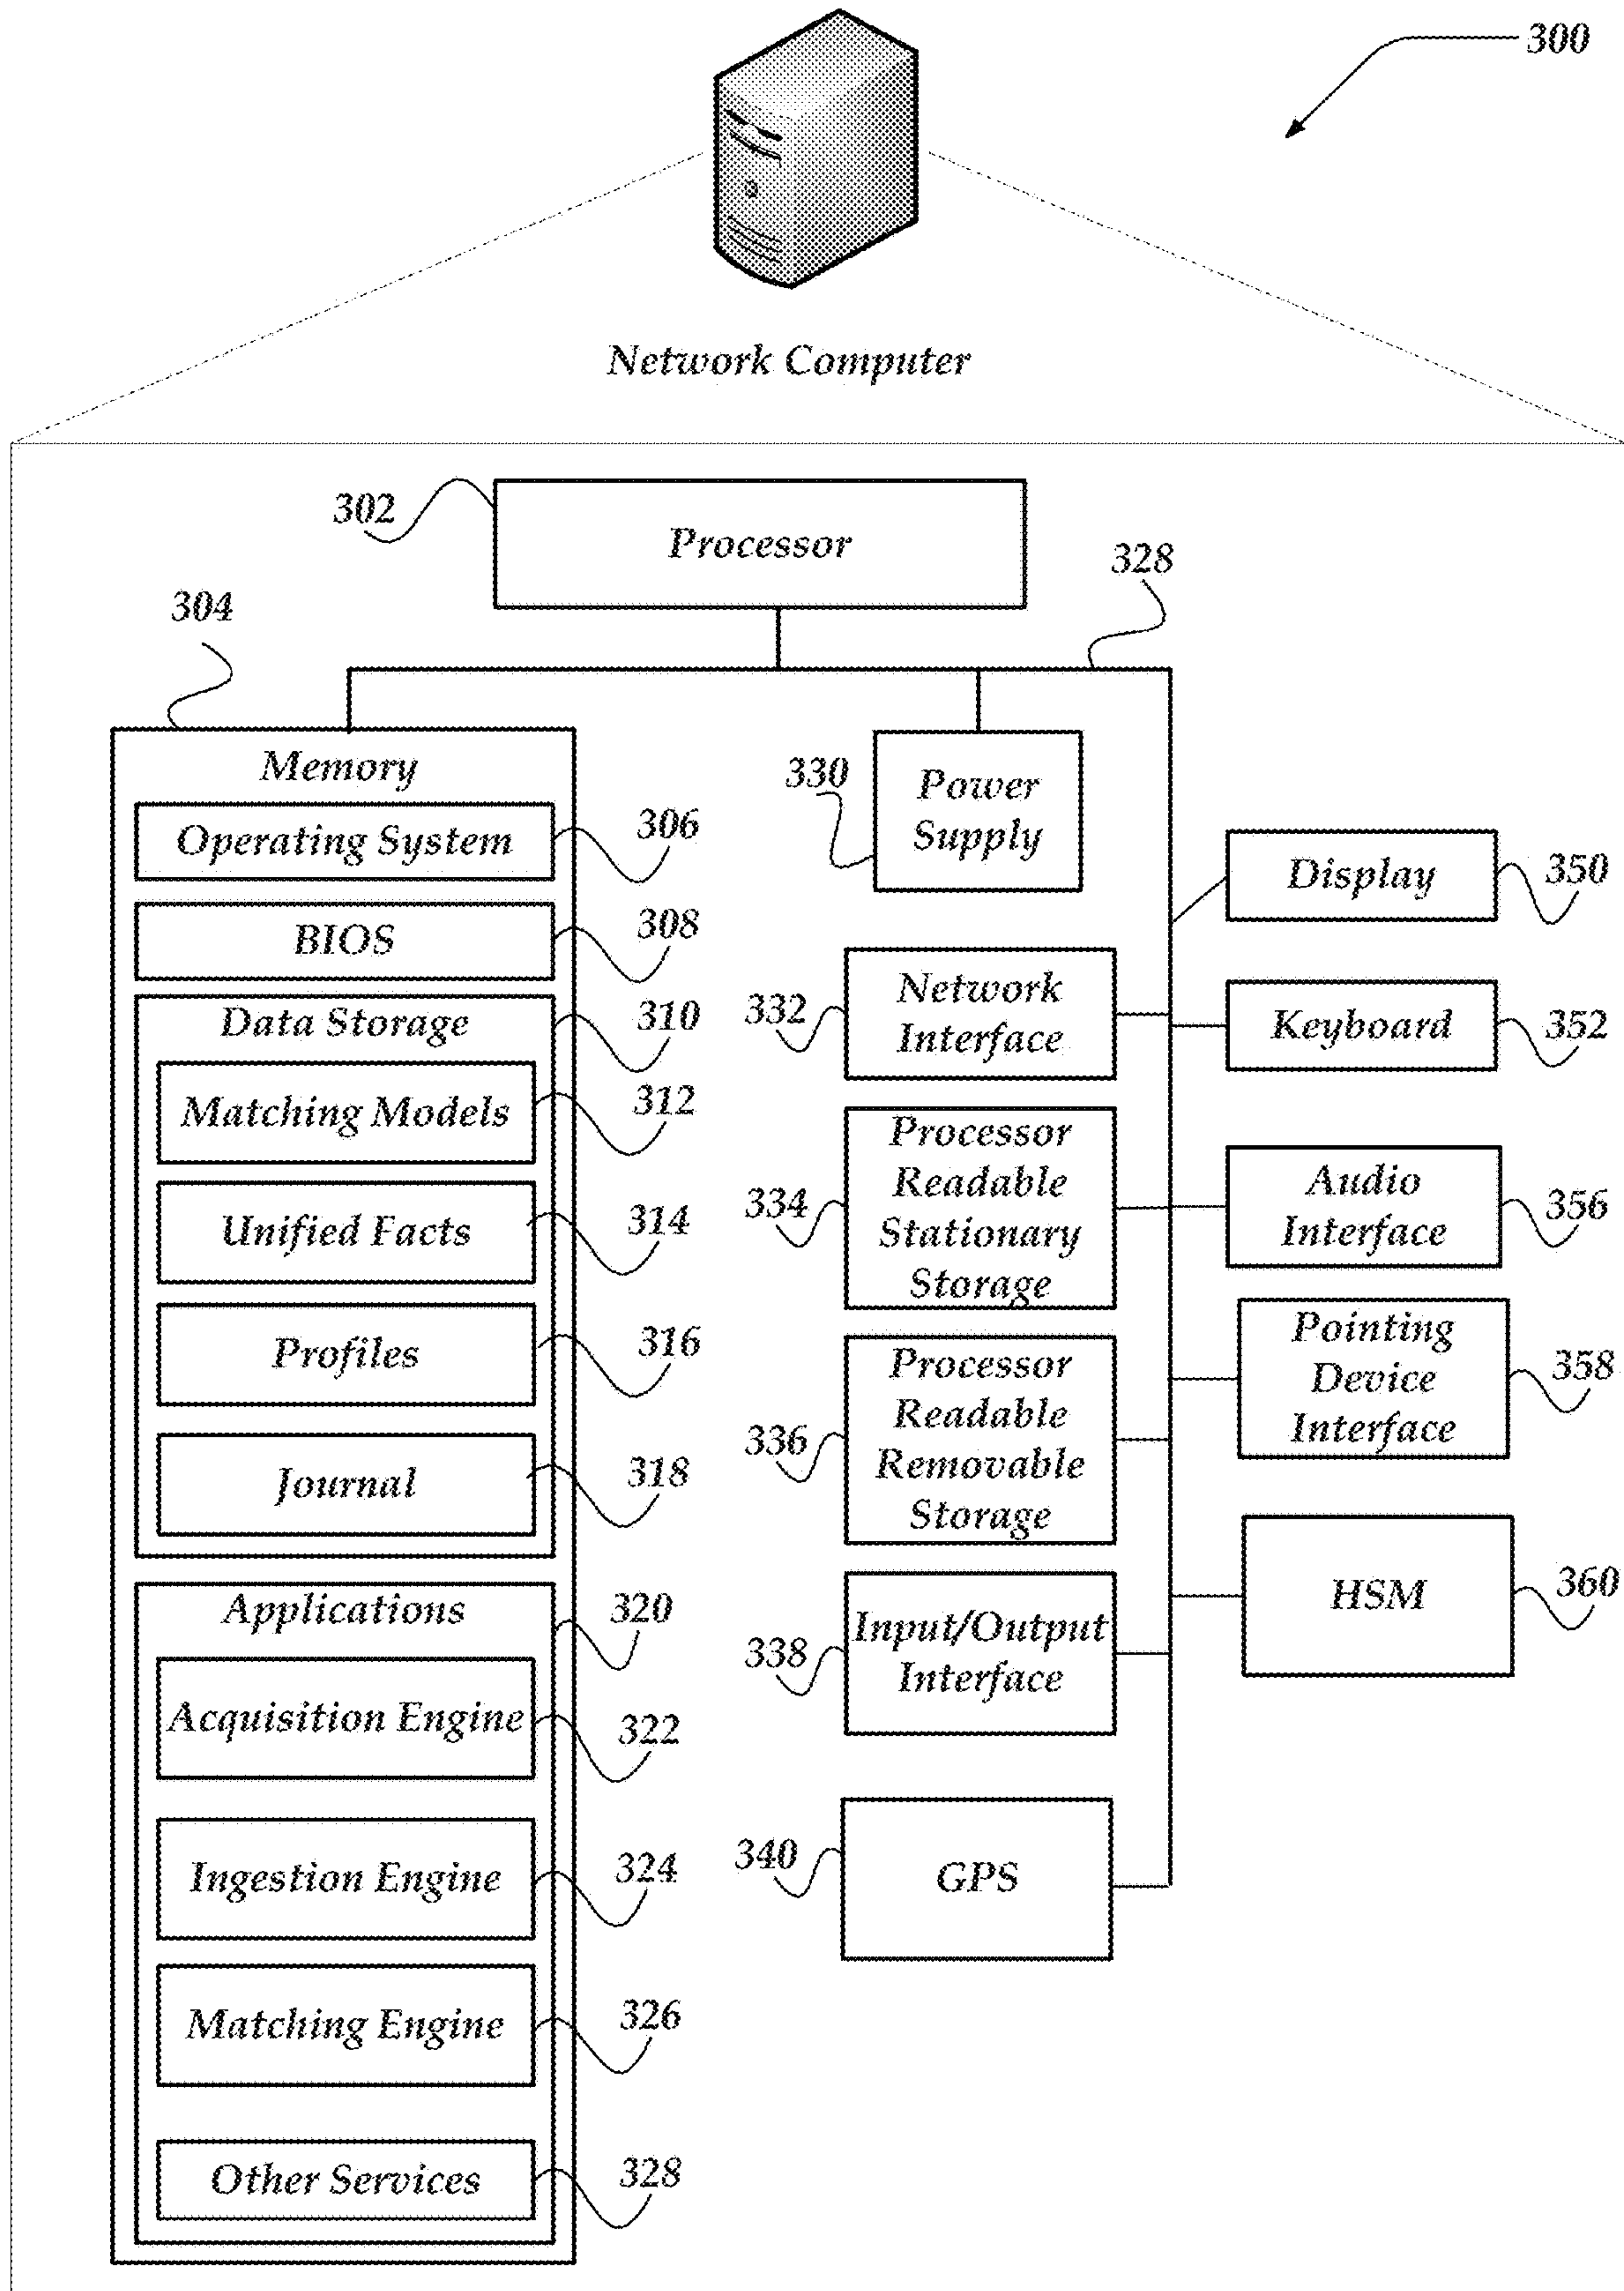 300
Network Computer
302
Processor
328
304
Memory
Operating System
306
BIOS
308
Data Storage
310
Matching Models
312
Unified Facts
314
Profiles
316
Journal
318
Applications
320
Acquisition Engine
322
Ingestion Engine
324
Matching Engine
326
Other Services
328
330
Power
Supply
332
Network
Interface
334
Processor
Readable
Stationary
Storage
336
Processor
Readable
Removable
Storage
338
Input/Output
Interface
340
GPS
Display
350
Keyboard
352
Audio
Interface
356
Pointing
Device
Interface
358
HSM
360